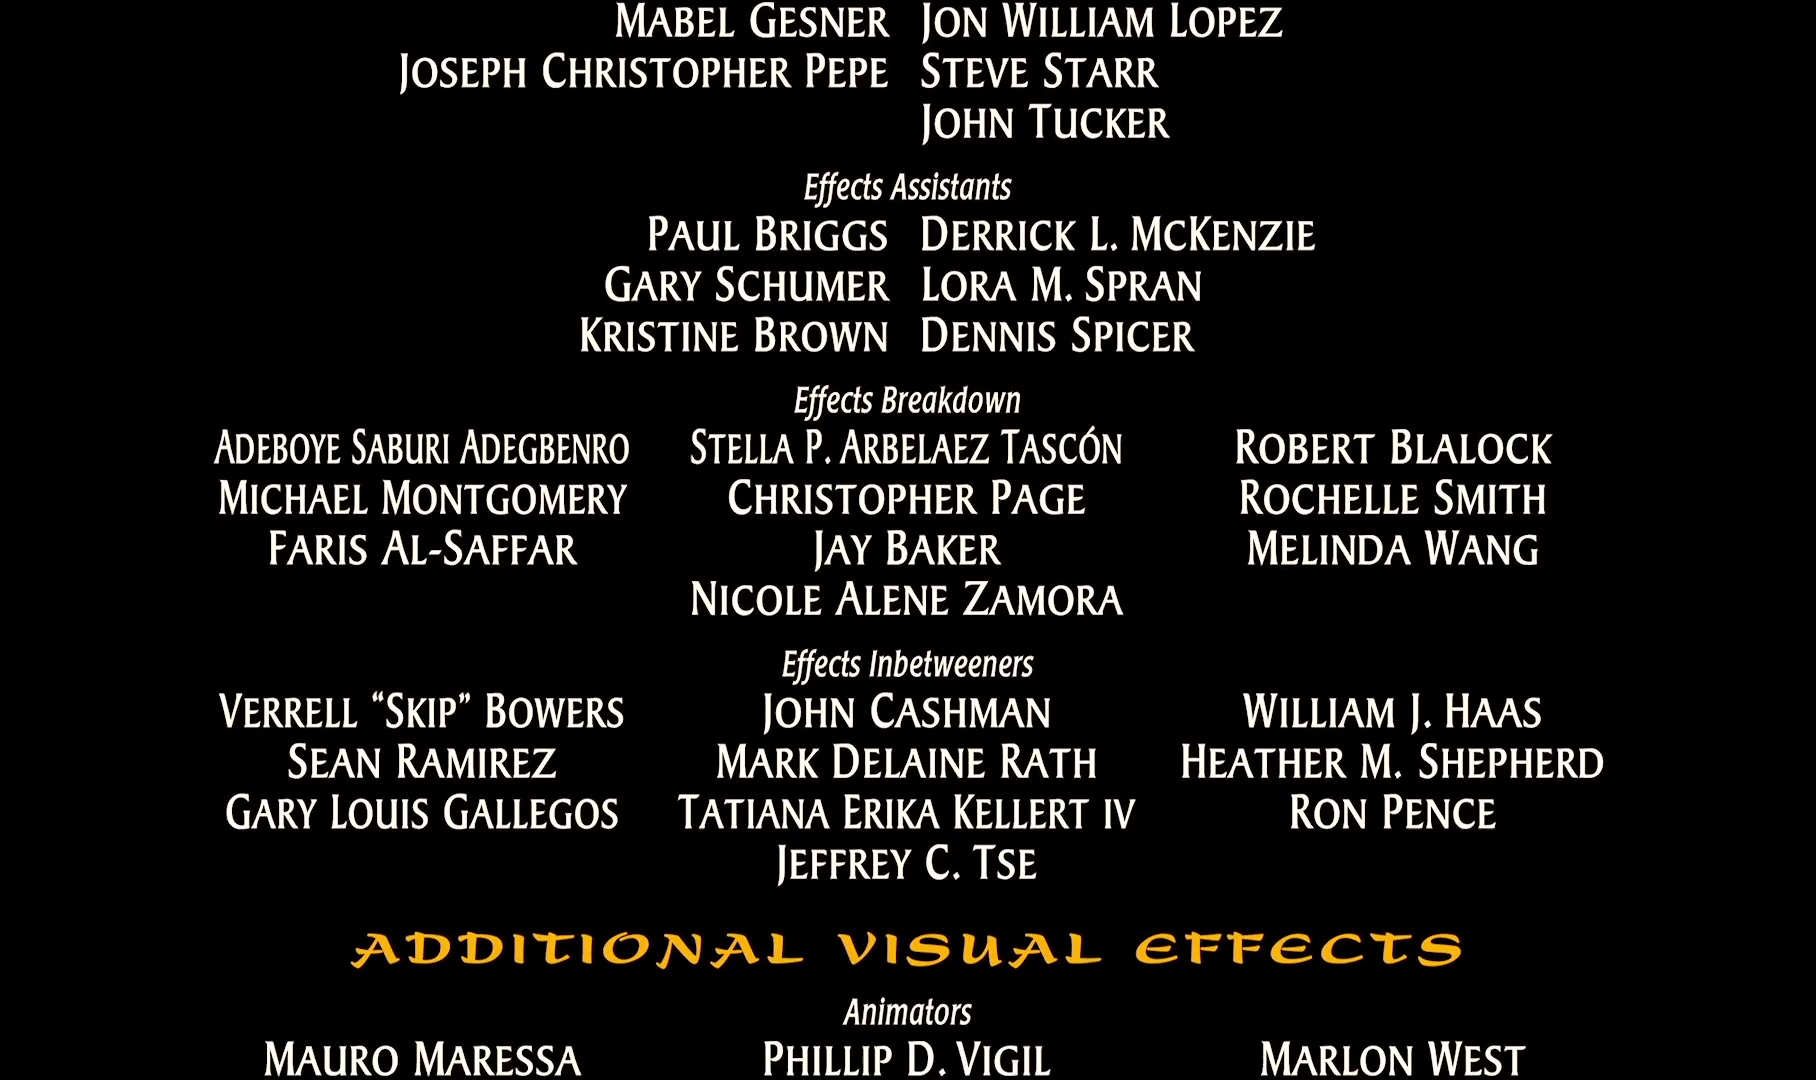 Mabel Gesner Jon William Lopez
Joseph Christopher Pepe Steve Starr
John Tucker
Effects Assistants
Paul Briggs Derrick L. McKenzie
Gary Schumer Lora M. Spran
Kristine Brown Dennis Spicer
Effects Breakdown
Adeboye Saburi Adegbenro Stella P. Arbelaez Tascón Robert Blalock
Michael Montgomery Christopher Page Rochelle Smith
Faris Al-Saffar Jay Baker Melinda Wang
Nicole Alene Zamora
Effects Inbetweeners
Verrell “Skip” Bowers John Cashman William J. Haas
Sean Ramirez Mark Delaine Rath Heather M. Shepherd
Gary Louis Gallegos Tatiana Erika Kellert IV Ron Pence
Jeffrey C. Tse
ADDITIONAL VISUAL EFFECTS
Animators
Mauro Maressa Phillip D. Vigil Marlon West